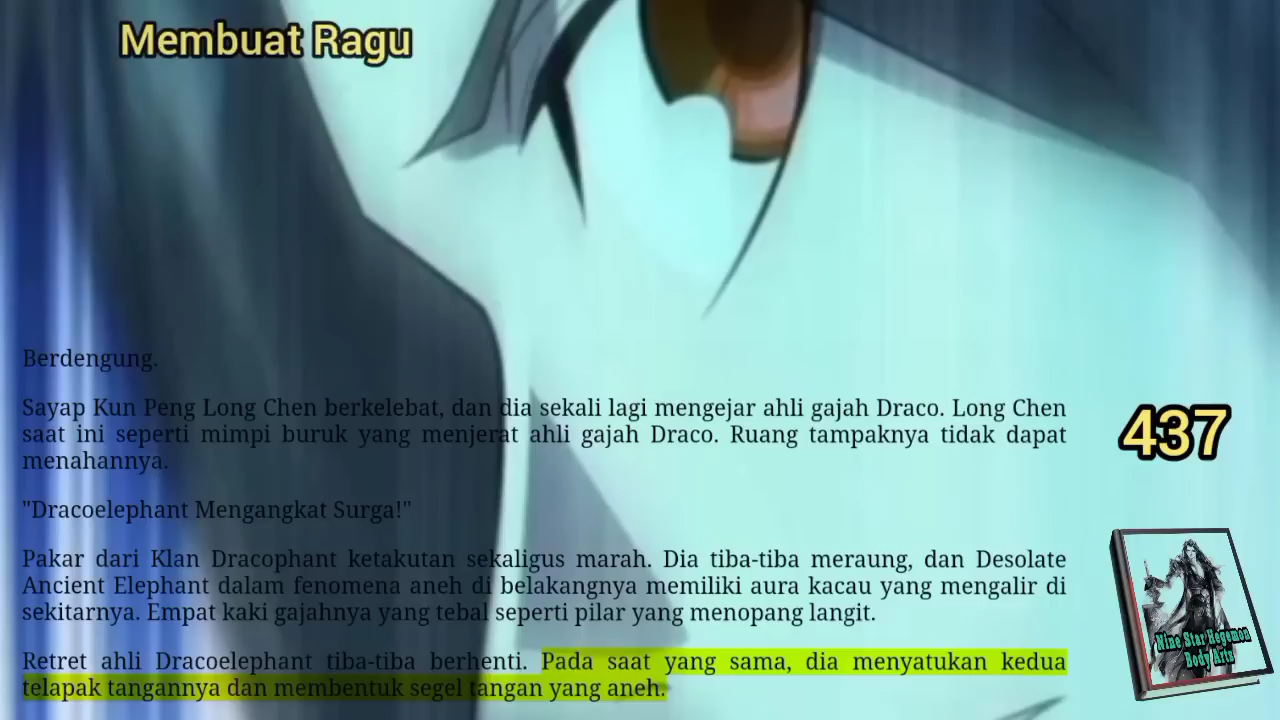 Membuat Ragu
Berdengung.
Sayap Kun Peng Long Chen berkelebat, dan dia sekali lagi mengejar ahli gajah Draco. Long Chen
saat ini seperti mimpi buruk yang menjerat ahli gajah Draco. Ruang tampaknya tidak dapat
menahannya.
"Dracoelephant Mengangkat Surga!"
Pakar dari Klan Dracophant ketakutan sekaligus marah. Dia tiba-tiba meraung, dan Desolate
Ancient Elephant dalam fenomena aneh di belakangnya memiliki aura kacau yang mengalir di
sekitarnya. Empat kaki gajahnya yang tebal seperti pilar yang menopang langit.
Retret ahli Dracoelephant tiba-tiba berhenti. Pada saat yang sama, dia menyatukan kedua
telapak tangannya dan membentuk segel tangan yang aneh.
437
Nine Star Hegemon
Body Arts